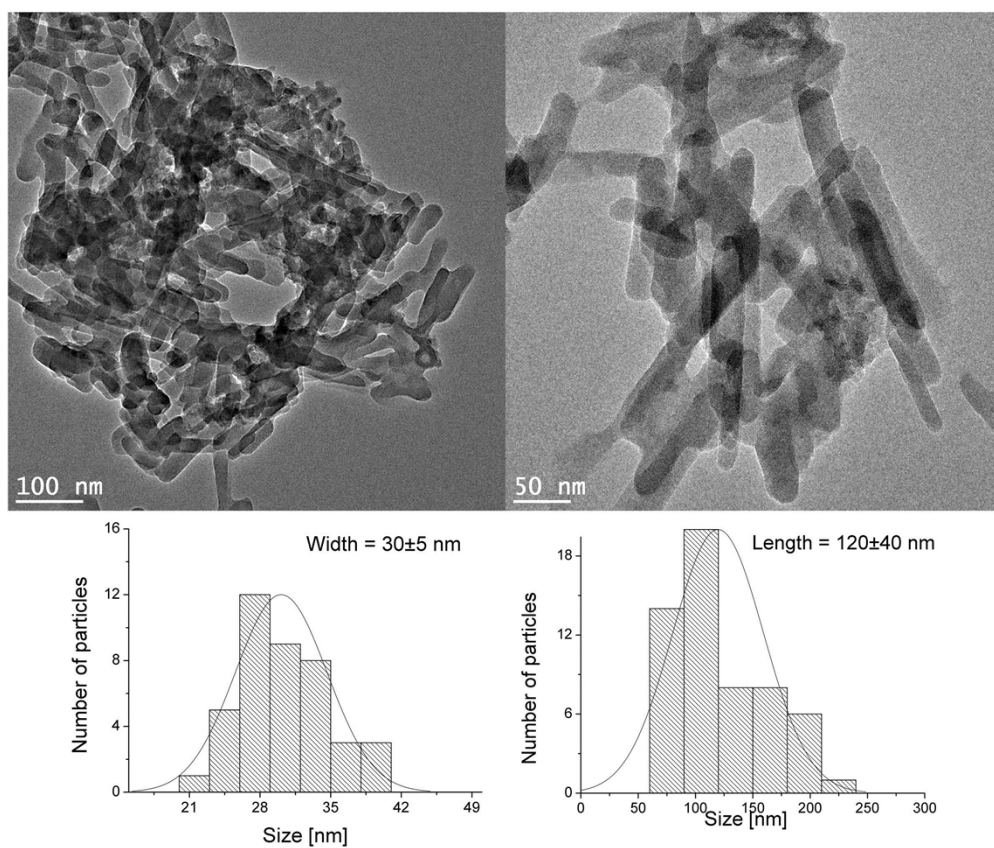 100 nm
50 nm
Width = 30±5 nm
16
12
8
4
0
Number of particles
21 28 35 42 49
Size [nm]
Length = 120±40 nm
18
12
6
0
Number of particles
0 50 100 150 200 250 300
Size [nm]